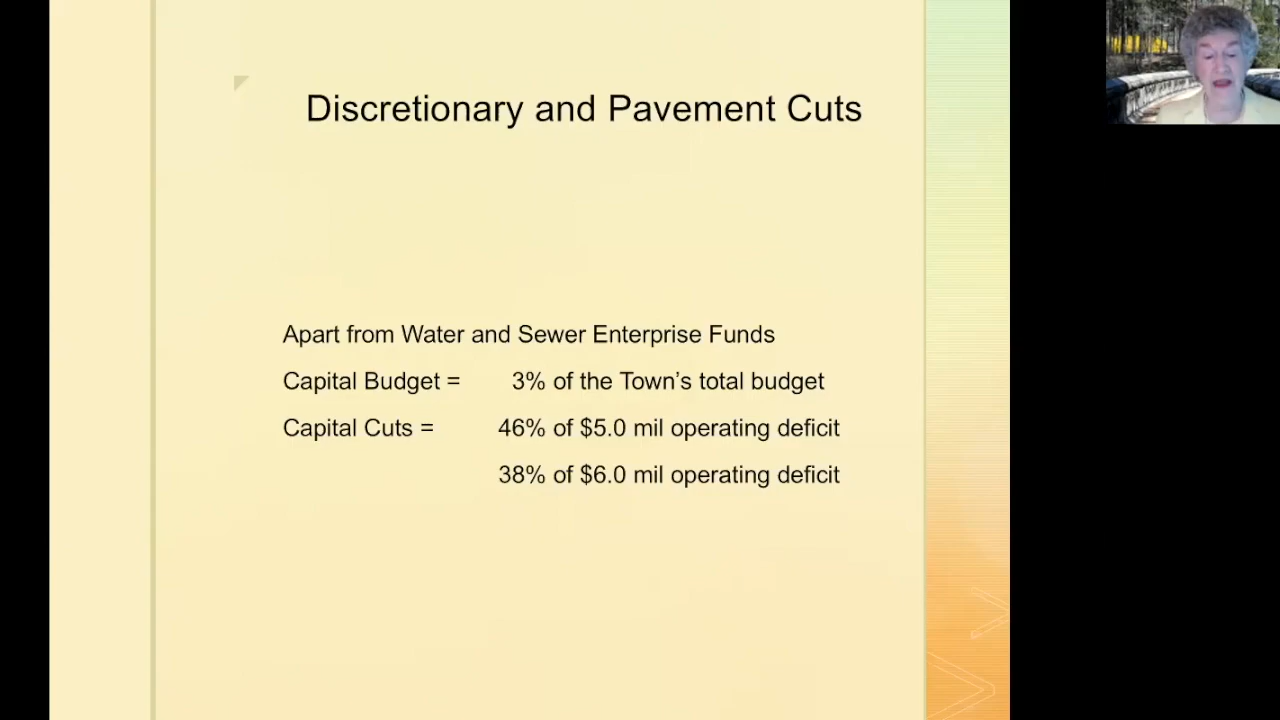 Discretionary and Pavement Cuts
Apart from Water and Sewer Enterprise Funds
Capital Budget = 3% of the Town’s total budget
Capital Cuts = 46% of $5.0 mil operating deficit
38% of $6.0 mil operating deficit